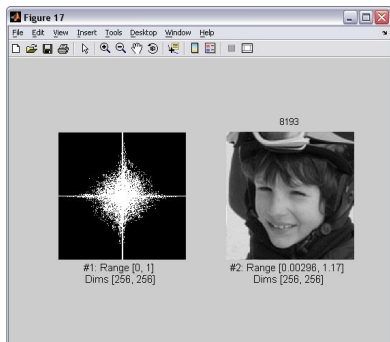 Figure 17
File Edit View Insert Tools Desktop Window Help
8193
#1: Range [0, 1]
Dims [256, 256]
#2: Range [0.00296, 1.17]
Dims [256, 256]